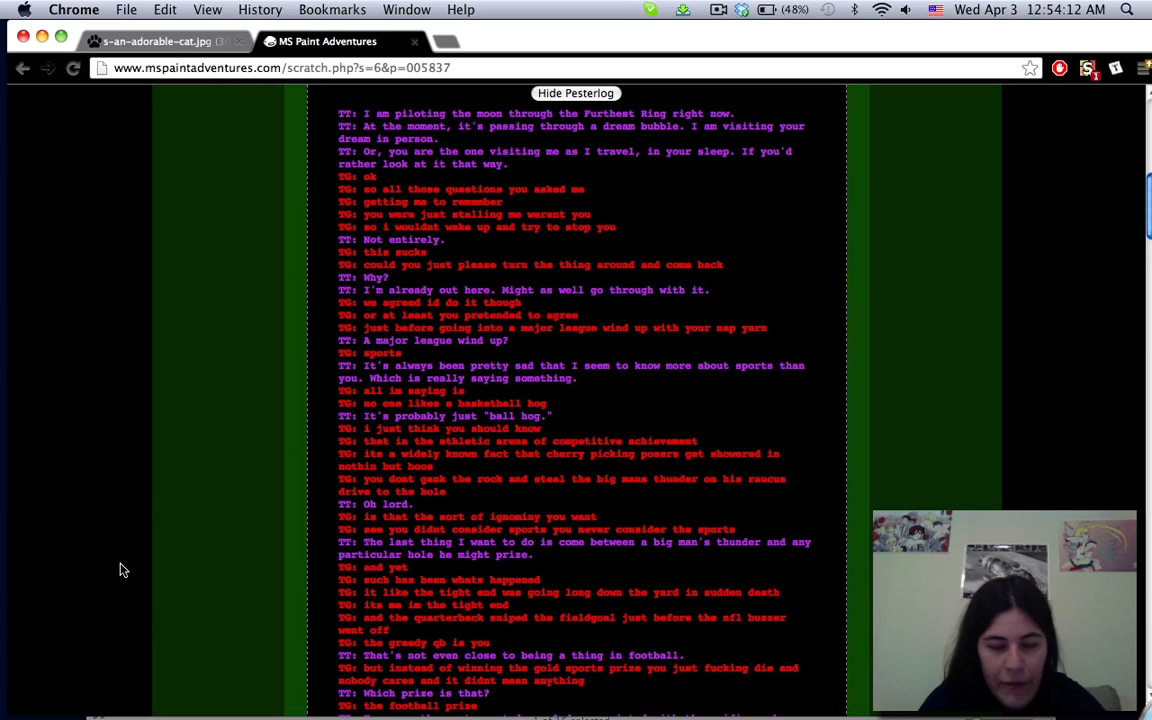 Chrome File Edit View History Bookmarks Window Help (48%) Wed Apr 3 12:54:12 AM
s-an-adorable-cat.jpg MS Paint Adventures
www.mspaintadventures.com/scratch.php?s=6&p=005837
Hide Pesterlog
TT: I am piloting the moon through the Furthest Ring right now.
TT: At the moment, it's passing through a dream bubble. I am visiting your
dream in person.
TT: Or, you are the one visiting me as I travel, in your sleep. If you'd
rather look at it that way.
TG: ok
TG: so all those questions you asked me
TG: getting me to remember
TG: you were just stalling me werent you
TG: so i wouldnt wake up and try to stop you
TT: Not entirely.
TG: this sucks
TG: could you just please turn the thing around and come back
TT: Why?
TT: I'm already out here. Might as well go through with it.
TG: we agreed id do it though
TG: or at least you pretended to agree
TG: just before going into a major league wind up with your nap yarn
TT: A major league wind up?
TG: sports
TT: It's always been pretty sad that I seem to know more about sports than
you. Which is really saying something.
TG: all im saying is
TG: no one likes a basketball hog
TT: It's probably just "ball hog."
TG: i just think you should know
TG: that in the athletic arena of competitive achievement
TG: its a widely known fact that cherry picking posers get showered in
nothin but boos
TG: you dont gank the rock and steal the big mans thunder on his raucus
drive to the hole
TT: Oh lord.
TG: is that the sort of ignominy you want
TG: see you didnt consider sports you never consider the sports
TT: The last thing I want to do is come between a big man's thunder and any
particular hole he might prize.
TG: and yet
TG: such has been whats happened
TG: it like the tight end was going long down the yard in sudden death
TG: its me im the tight end
TG: and the quarterback sniped the fieldgoal just before the nfl buzzer
went off
TG: the greedy qb is you
TT: That's not even close to being a thing in football.
TG: but instead of winning the gold sports prize you just fucking die and
nobody cares and it didnt mean anything
TT: Which prize is that?
TG: the football prize